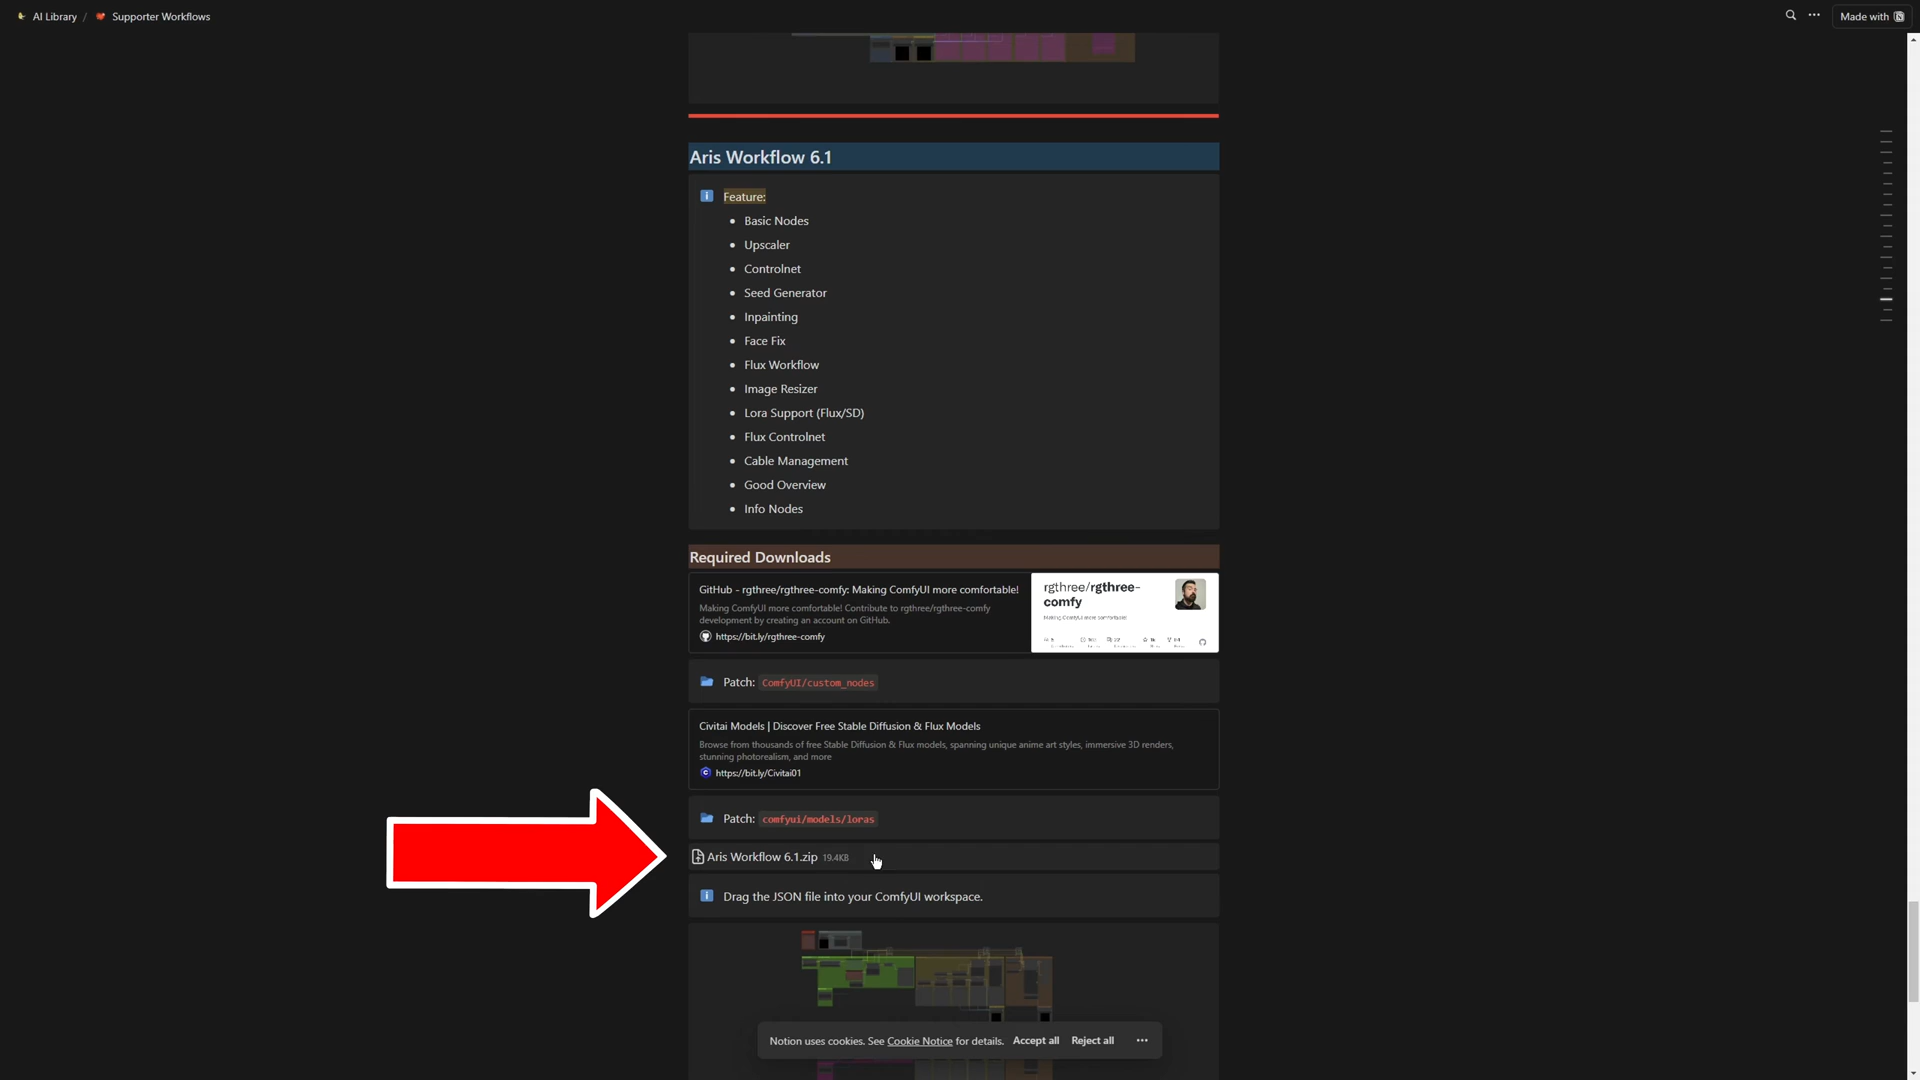 AI Library / Supporter Workflows
Made with
Aris Workflow 6.1
Feature:
Basic Nodes
Upscaler
Controlnet
Seed Generator
Inpainting
Face Fix
Flux Workflow
Image Resizer
Lora Support (Flux/SD)
Flux Controlnet
Cable Management
Good Overview
Info Nodes
Required Downloads
GitHub - rgthree/rgthree-comfy: Making ComfyUI more comfortable!
Making ComfyUI more comfortable! Contribute to rgthree/rgthree-comfy
development by creating an account on GitHub.
https://bit.ly/rgthree-comfy
rgthree/rgthree-
comfy
Making ComfyUI more comfortable!
Patch: ComfyUI/custom_nodes
Civitai Models | Discover Free Stable Diffusion & Flux Models
Browse from thousands of free Stable Diffusion & Flux models, spanning unique anime art styles, immersive 3D renders,
stunning photorealism, and more
https://bit.ly/Civitai01
Patch: comfyui/models/loras
Aris Workflow 6.1.zip 19.4KB
Drag the JSON file into your ComfyUI workspace.
Notion uses cookies. See Cookie Notice for details. Accept all Reject all